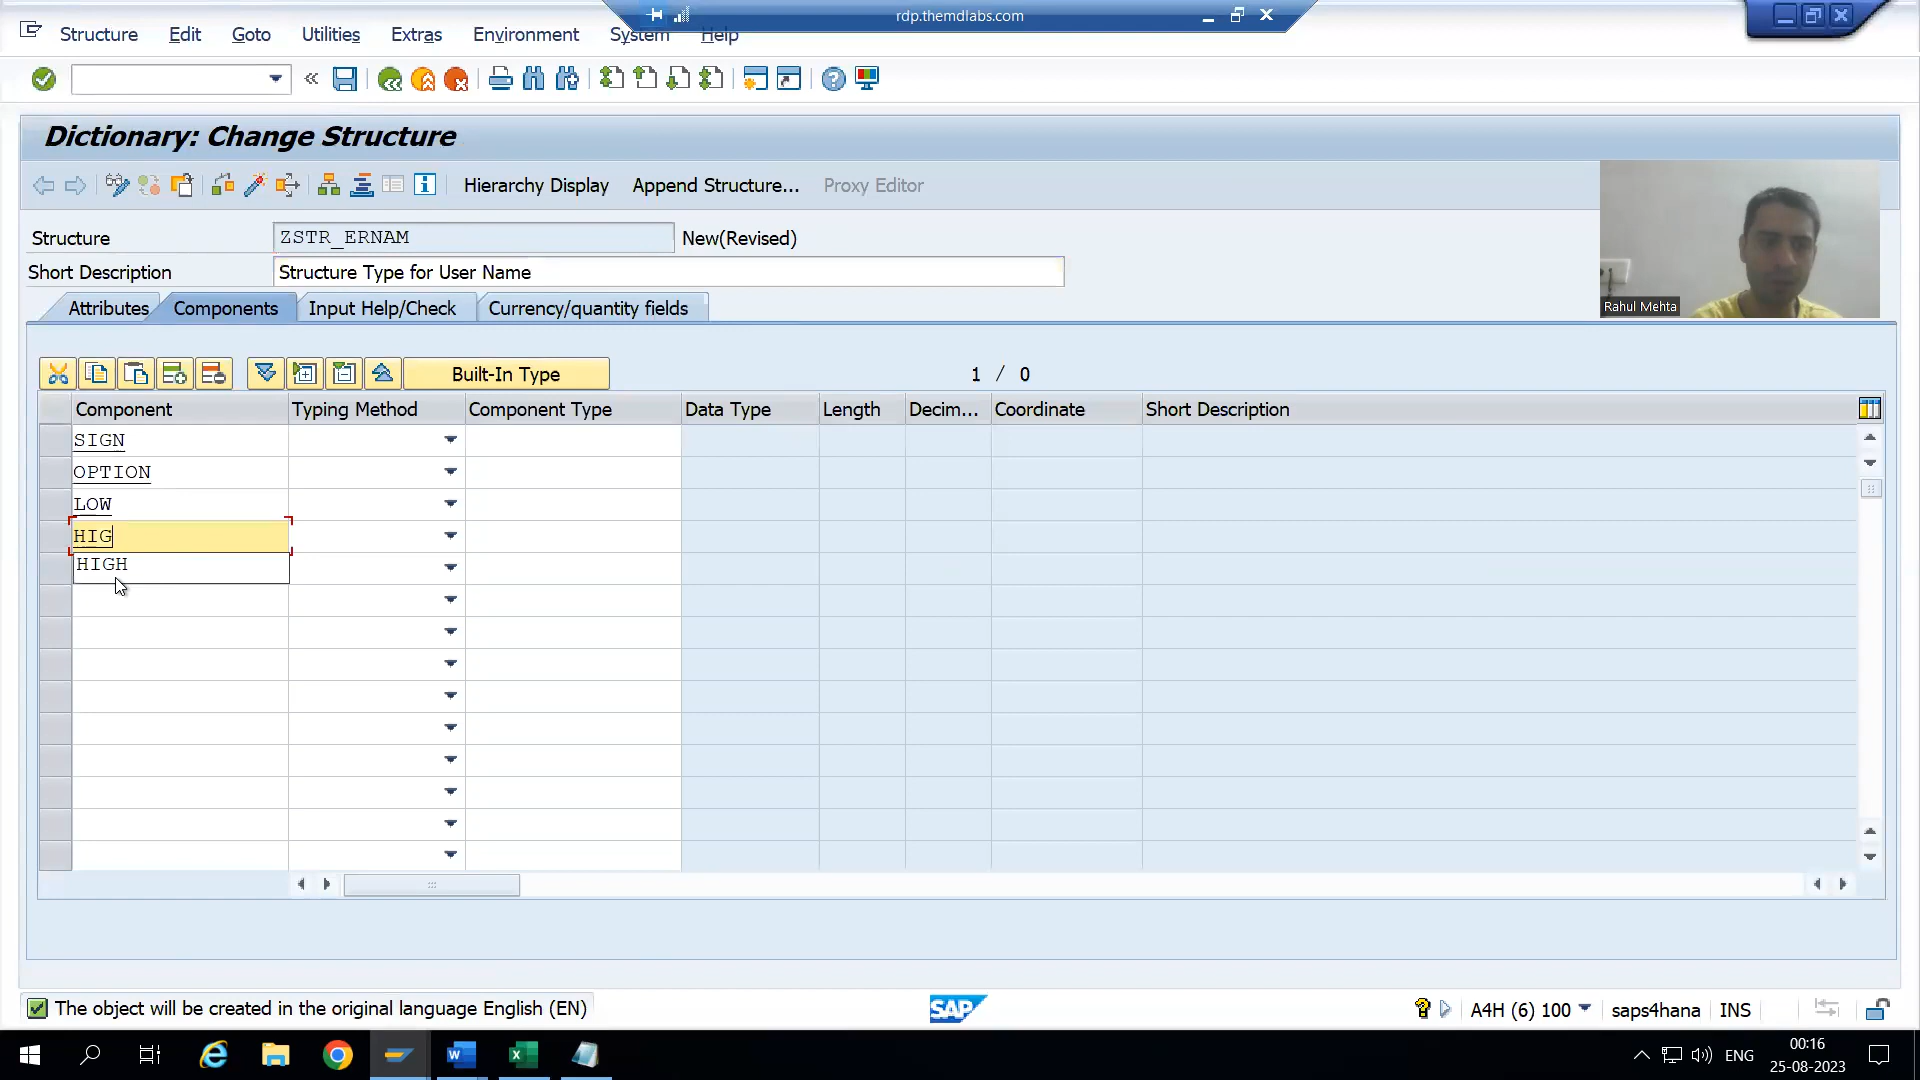 rdp.themdlabs.com
Structure Edit Goto Utilities Extras Environment System Help
Dictionary: Change Structure
Hierarchy Display Append Structure... Proxy Editor
Structure ZSTR_ERNAM New(Revised)
Short Description Structure Type for User Name
Rahul Mehta
Attributes Components Input Help/Check Currency/quantity fields
Built-In Type 1 / 0
Component Typing Method Component Type Data Type Length Decim... Coordinate Short Description
SIGN
OPTION
LOW
HIG
HIGH
The object will be created in the original language English (EN)
SAP
A4H (6) 100 saps4hana INS
ENG
00:16
25-08-2023